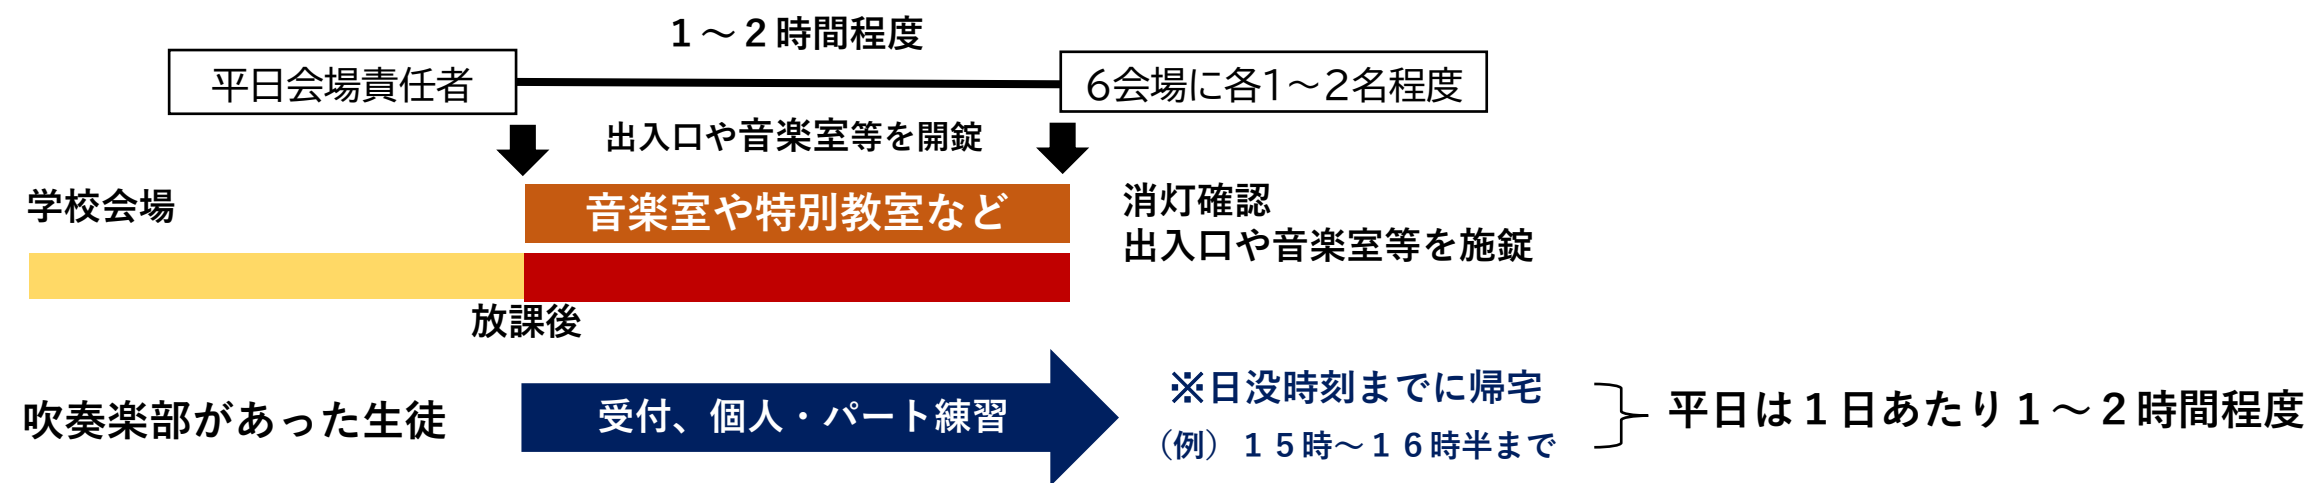 1～2時間程度
平日会場責任者
6会場に各1～2名程度
出入口や音楽室等を開錠
学校会場
音楽室や特別教室など
消灯確認
出入口や音楽室等を施錠
放課後
吹奏楽部があった生徒
受付、個人・パート練習
※日没時刻までに帰宅
（例）１５時～１６時半まで
平日は１日あたり１～２時間程度